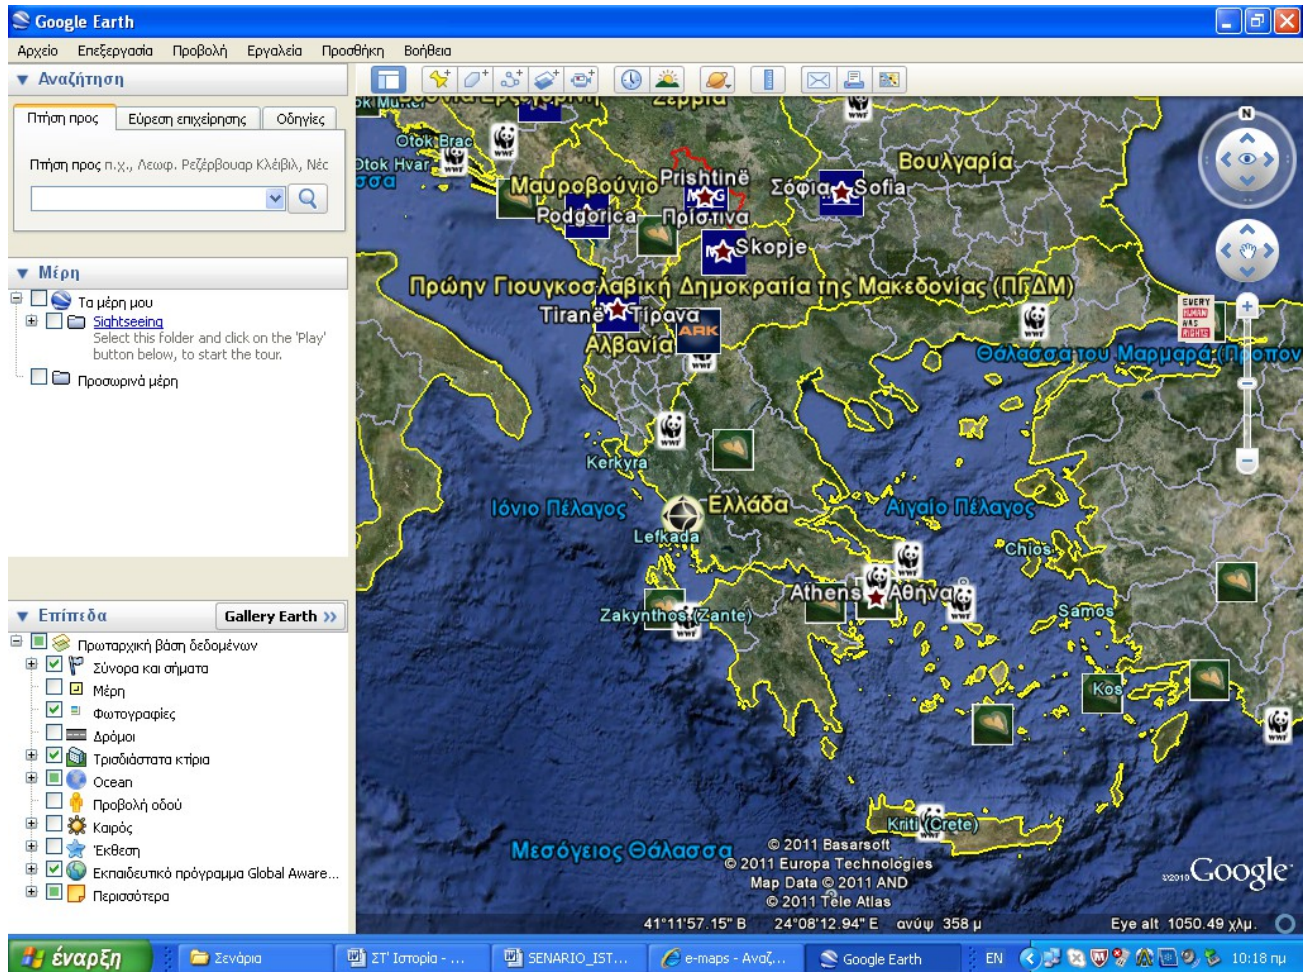 Google Earth
Αρχείο Επεξεργασία Προβολή Εργαλεία Προσθήκη Βοήθεια
Αναζήτηση
Πτήση προς Εύρεση επιχείρησης Οδηγίες
Πτήση προς π.χ., Λεωφ. Ρεζέρβουαρ Κλέιβιλ, Νές
Μέρη
Τα μέρη μου
Sightseeing
Select this folder and click on the 'Play'
button below, to start the tour.
Προσωρινά μέρη
Επίπεδα Gallery Earth >>
Πρωταρχική βάση δεδομένων
Σύνορα και σήματα
Μέρη
Φωτογραφίες
Δρόμοι
Τρισδιάστατα κτίρια
Ocean
Προβολή οδού
Καιρός
Έκθεση
Εκπαιδευτικό πρόγραμμα Global Aware...
Περισσότερα
Σερβία
N
Otok Brac
Otok Hvar
Βουλγαρία
Prishtinë
Μαυροβούνιο
Σόφια Sofia
Podgorica
Πρίστινα
Skopje
Πρώην Γιουγκοσλαβική Δημοκρατία της Μακεδονίας (ΠΓΔΜ)
Tiranë Τίρανα
ARK
EVERY
HUMAN
HAS
RIGHTS
Αλβανία
WWF
Θάλασσα του Μαρμαρά (Προπον
WWF
Kerkyra
Ιόνιο Πέλαγος
Ελλάδα
Αιγαίο Πέλαγος
Lefkada
Chios
Athens Αθήνα
Zakynthos (Zante)
Samos
Kos
Kriti (Crete)
Μεσόγειος Θάλασσα
© 2011 Basarsoft
© 2011 Europa Technologies
Map Data © 2011 AND
© 2011 Tele Atlas
©2010 Google
41°11'57.15" B 24°08'12.94" E ανύψ 358 μ Eye alt 1050.49 χλμ.
έναρξη Σενάρια ΣΤ' Ιστορία - ... SENARIO_IST... e-maps - Αναζ... Google Earth EN 10:18 πμ